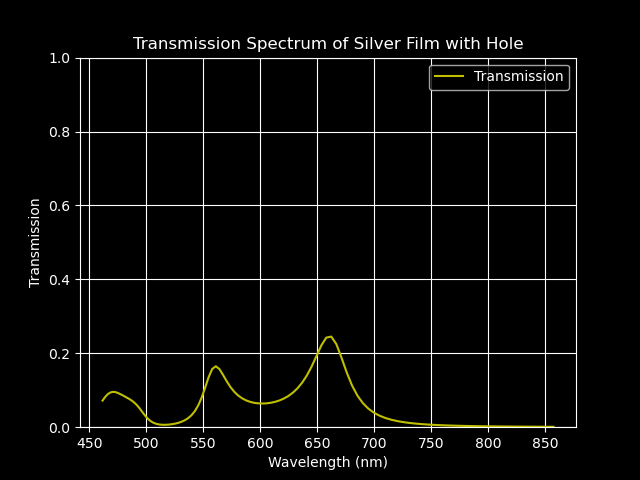 Transmission Spectrum of Silver Film with Hole
1.0
Transmission
0.8
0.6
Transmission
0.4
0.2
0.0
450 500 550 600 650 700 750 800 850
Wavelength (nm)